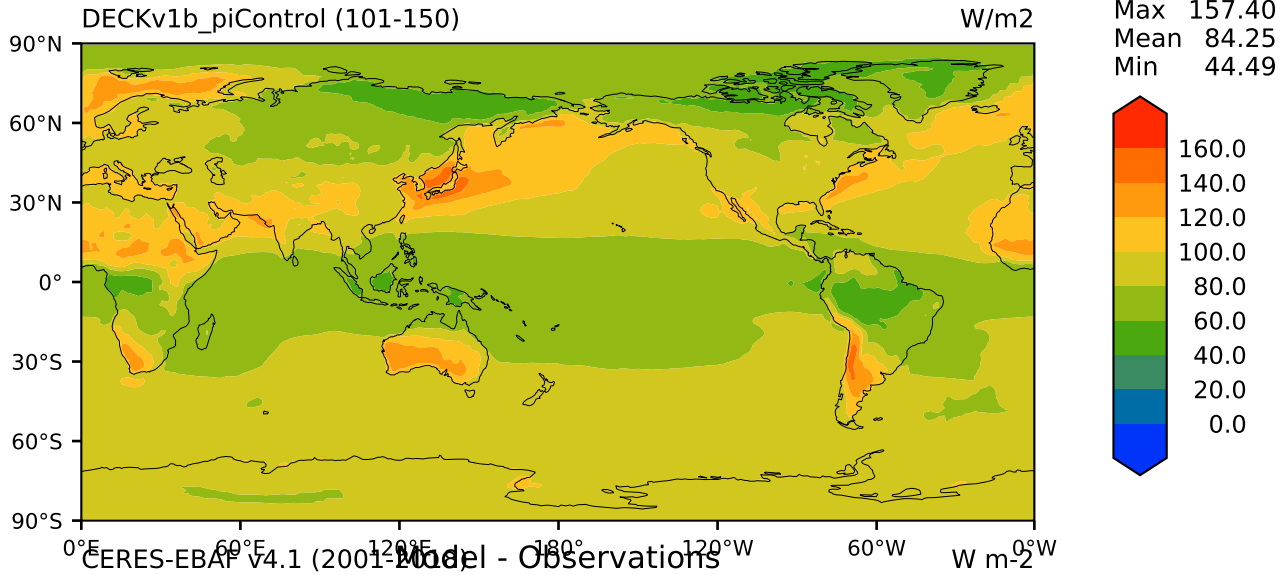 DECKv1b_piControl (101-150) W/m2
Max 157.40
Mean 84.25
Min 44.49
90°N
60°N
30°N
0°
30°S
60°S
90°S
0°E 60°E 120°E 180° 120°W 60°W 0°W
160.0
140.0
120.0
100.0
80.0
60.0
40.0
20.0
0.0
CERES-EBAF v4.1 (2001-2018) Model - Observations W m-2